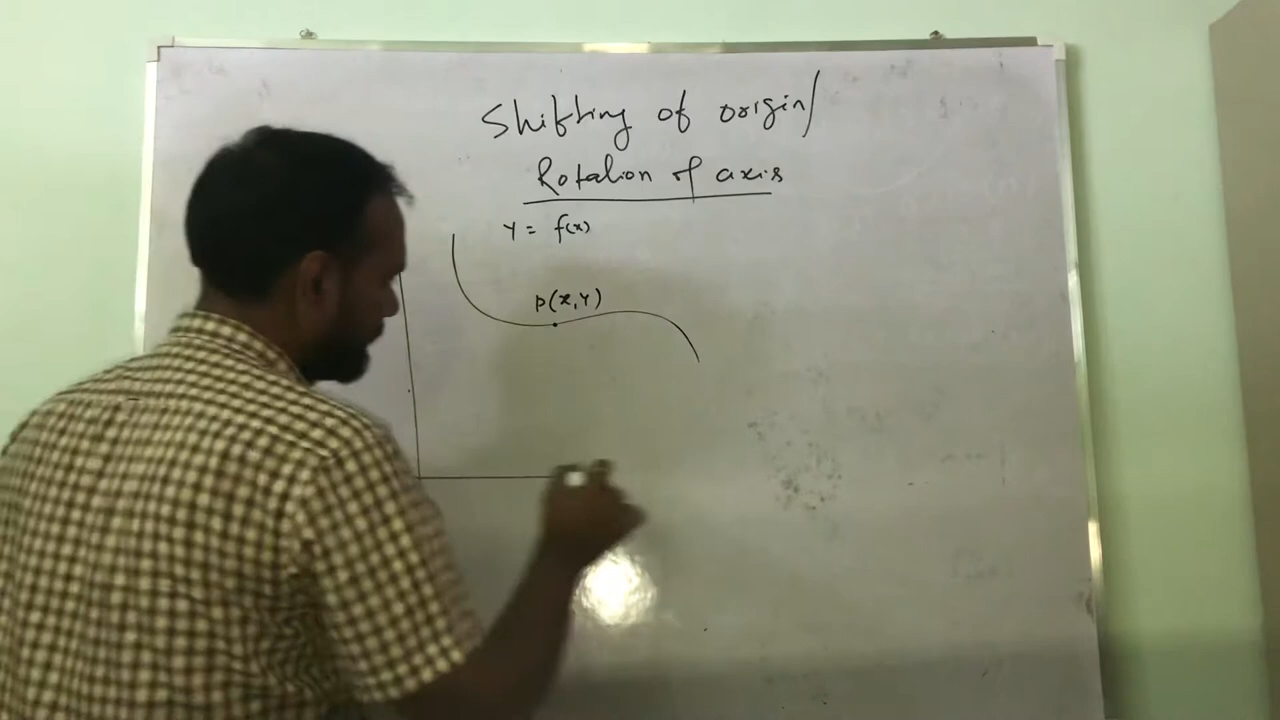 Shifting of origin/
Rotation of axis
Y = f(x)
P(x,Y)